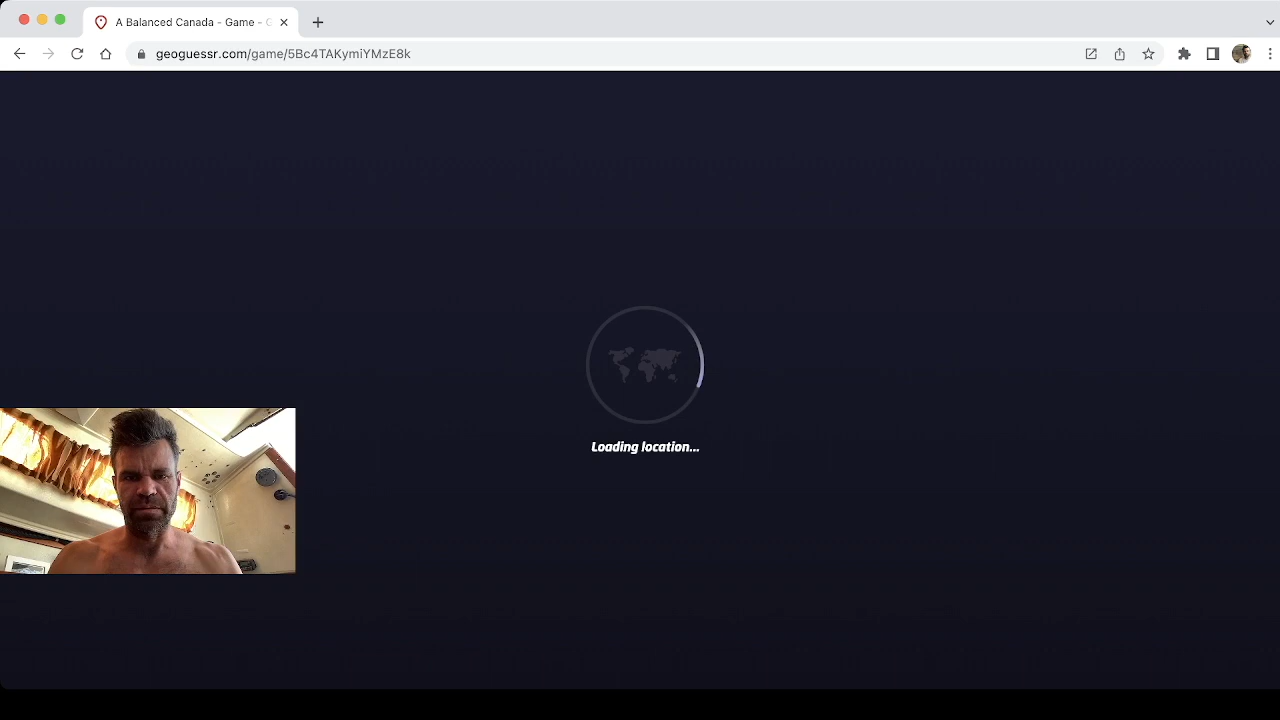 A Balanced Canada - Game - G
geoguessr.com/game/5Bc4TAKymiYMzE8k
Loading location...